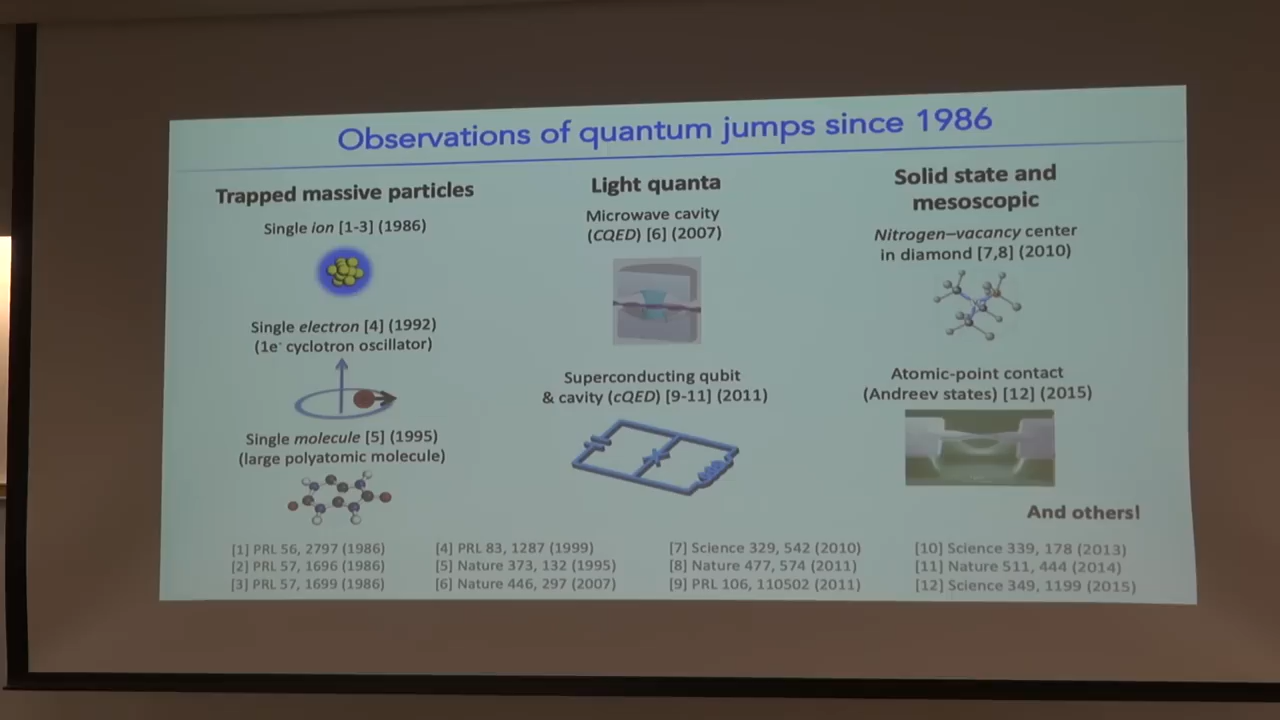 Observations of quantum jumps since 1986
Trapped massive particles
Single ion [1-3] (1986)
Single electron [4] (1992)
(1e⁻ cyclotron oscillator)
Single molecule [5] (1995)
(large polyatomic molecule)
Light quanta
Microwave cavity
(CQED) [6] (2007)
Superconducting qubit
& cavity (cQED) [9-11] (2011)
Solid state and
mesoscopic
Nitrogen–vacancy center
in diamond [7,8] (2010)
Atomic-point contact
(Andreev states) [12] (2015)
And others!
[1] PRL 56, 2797 (1986)
[2] PRL 57, 1696 (1986)
[3] PRL 57, 1699 (1986)
[4] PRL 83, 1287 (1999)
[5] Nature 373, 132 (1995)
[6] Nature 446, 297 (2007)
[7] Science 329, 542 (2010)
[8] Nature 477, 574 (2011)
[9] PRL 106, 110502 (2011)
[10] Science 339, 178 (2013)
[11] Nature 511, 444 (2014)
[12] Science 349, 1199 (2015)